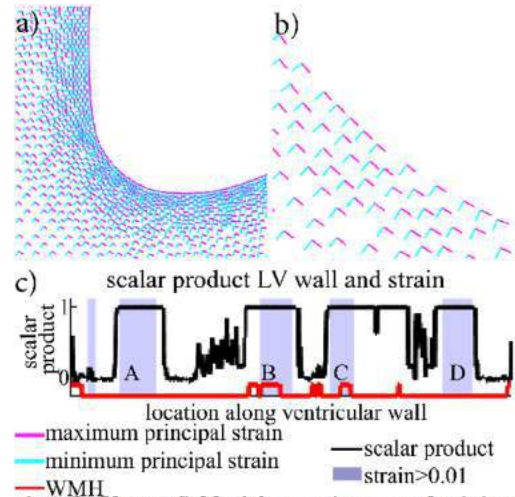 a)
b)
c)
scalar product LV wall and strain
scalar product
1
0
A
B
C
D
location along ventricular wall
maximum principal strain
minimum principal strain
WMH
scalar product
strain>0.01